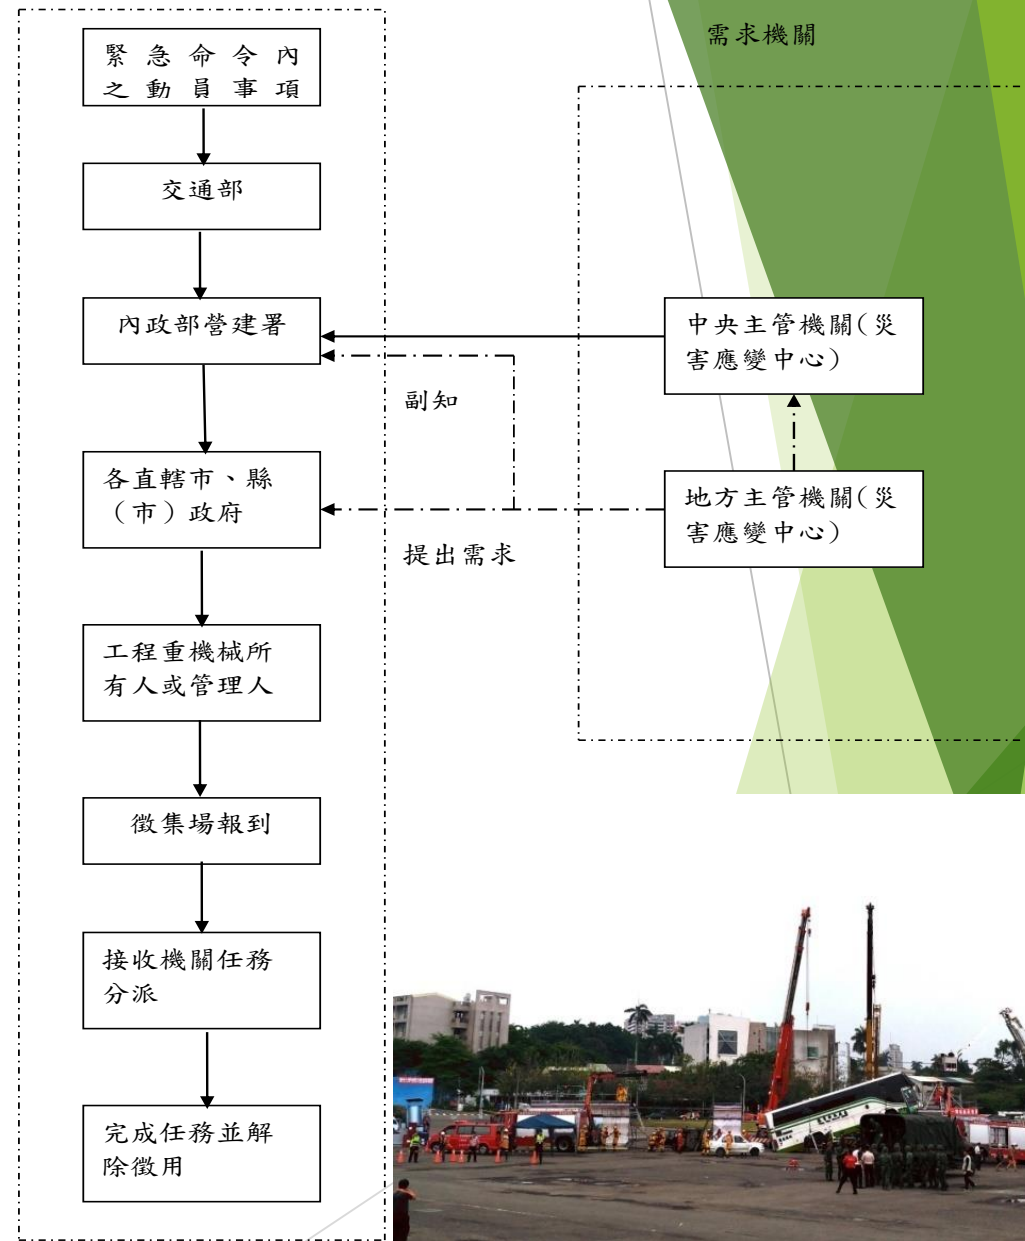 緊急命令內
之動員事項
交通部
內政部營建署
各直轄市、縣
（市）政府
工程重機械所
有人或管理人
徵集場報到
接收機關任務
分派
完成任務並解
除徵用
副知
提出需求
需求機關
中央主管機關(災
害應變中心)
地方主管機關(災
害應變中心)